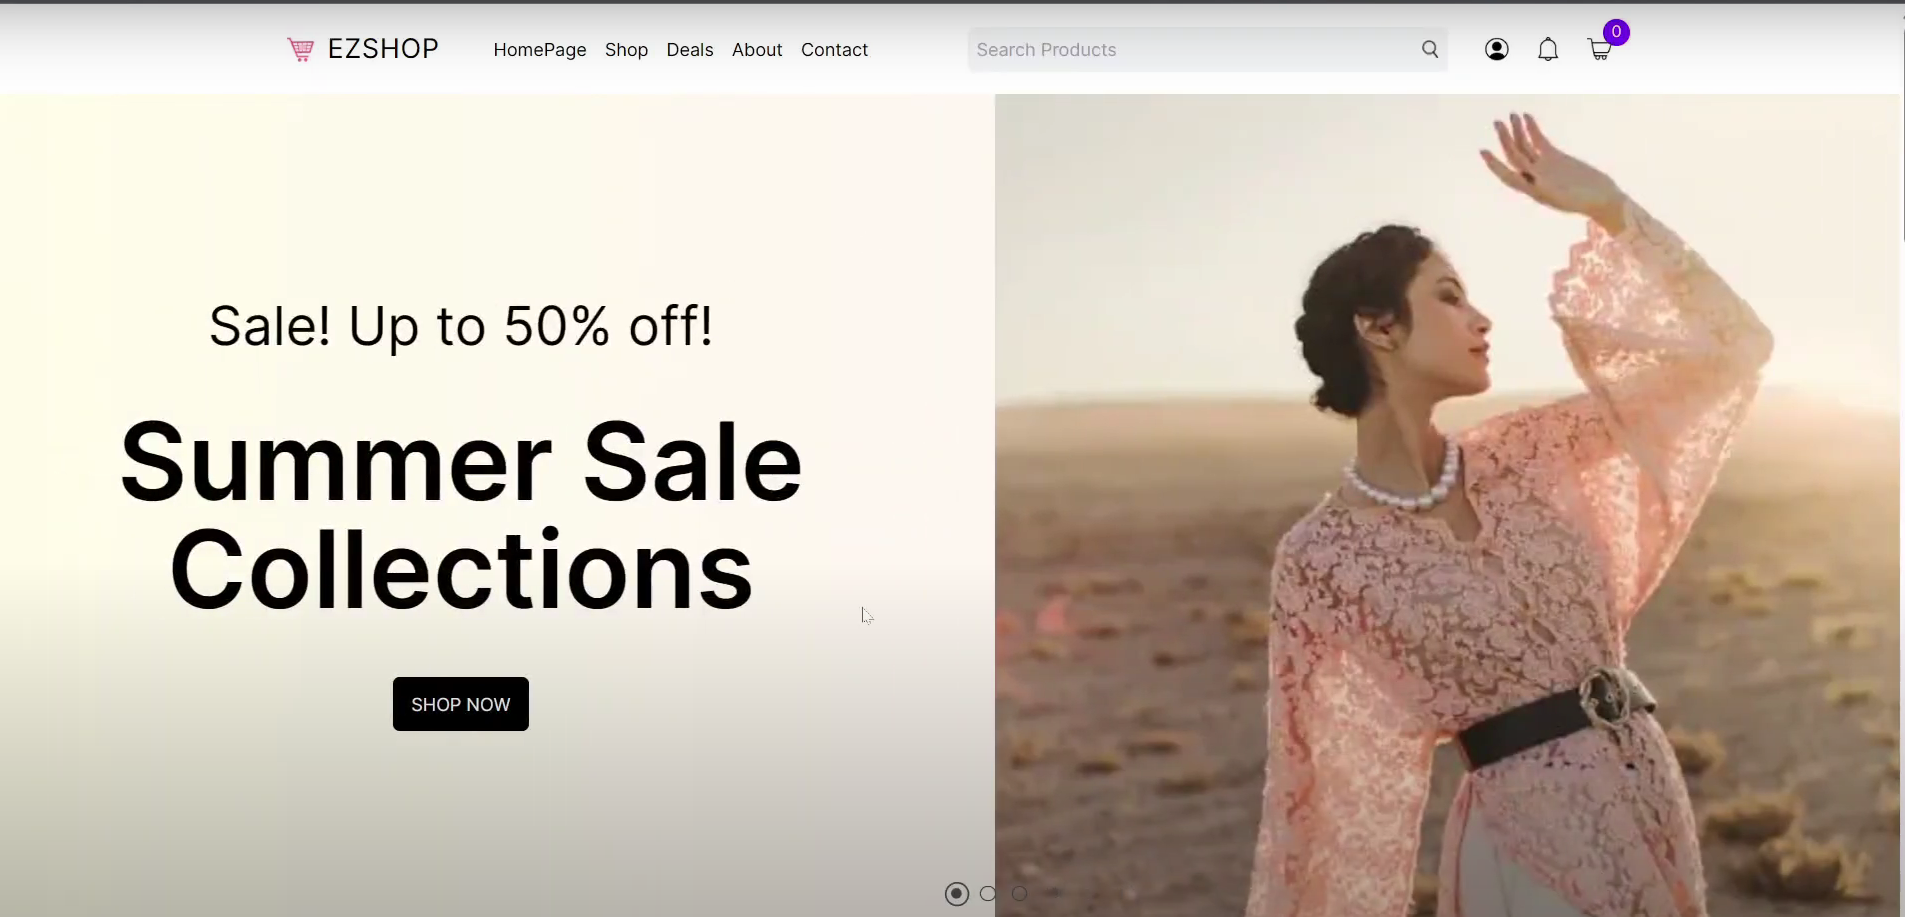 EZSHOP
HomePage Shop Deals About Contact
Search Products
0
Sale! Up to 50% off!
Summer Sale
Collections
SHOP NOW